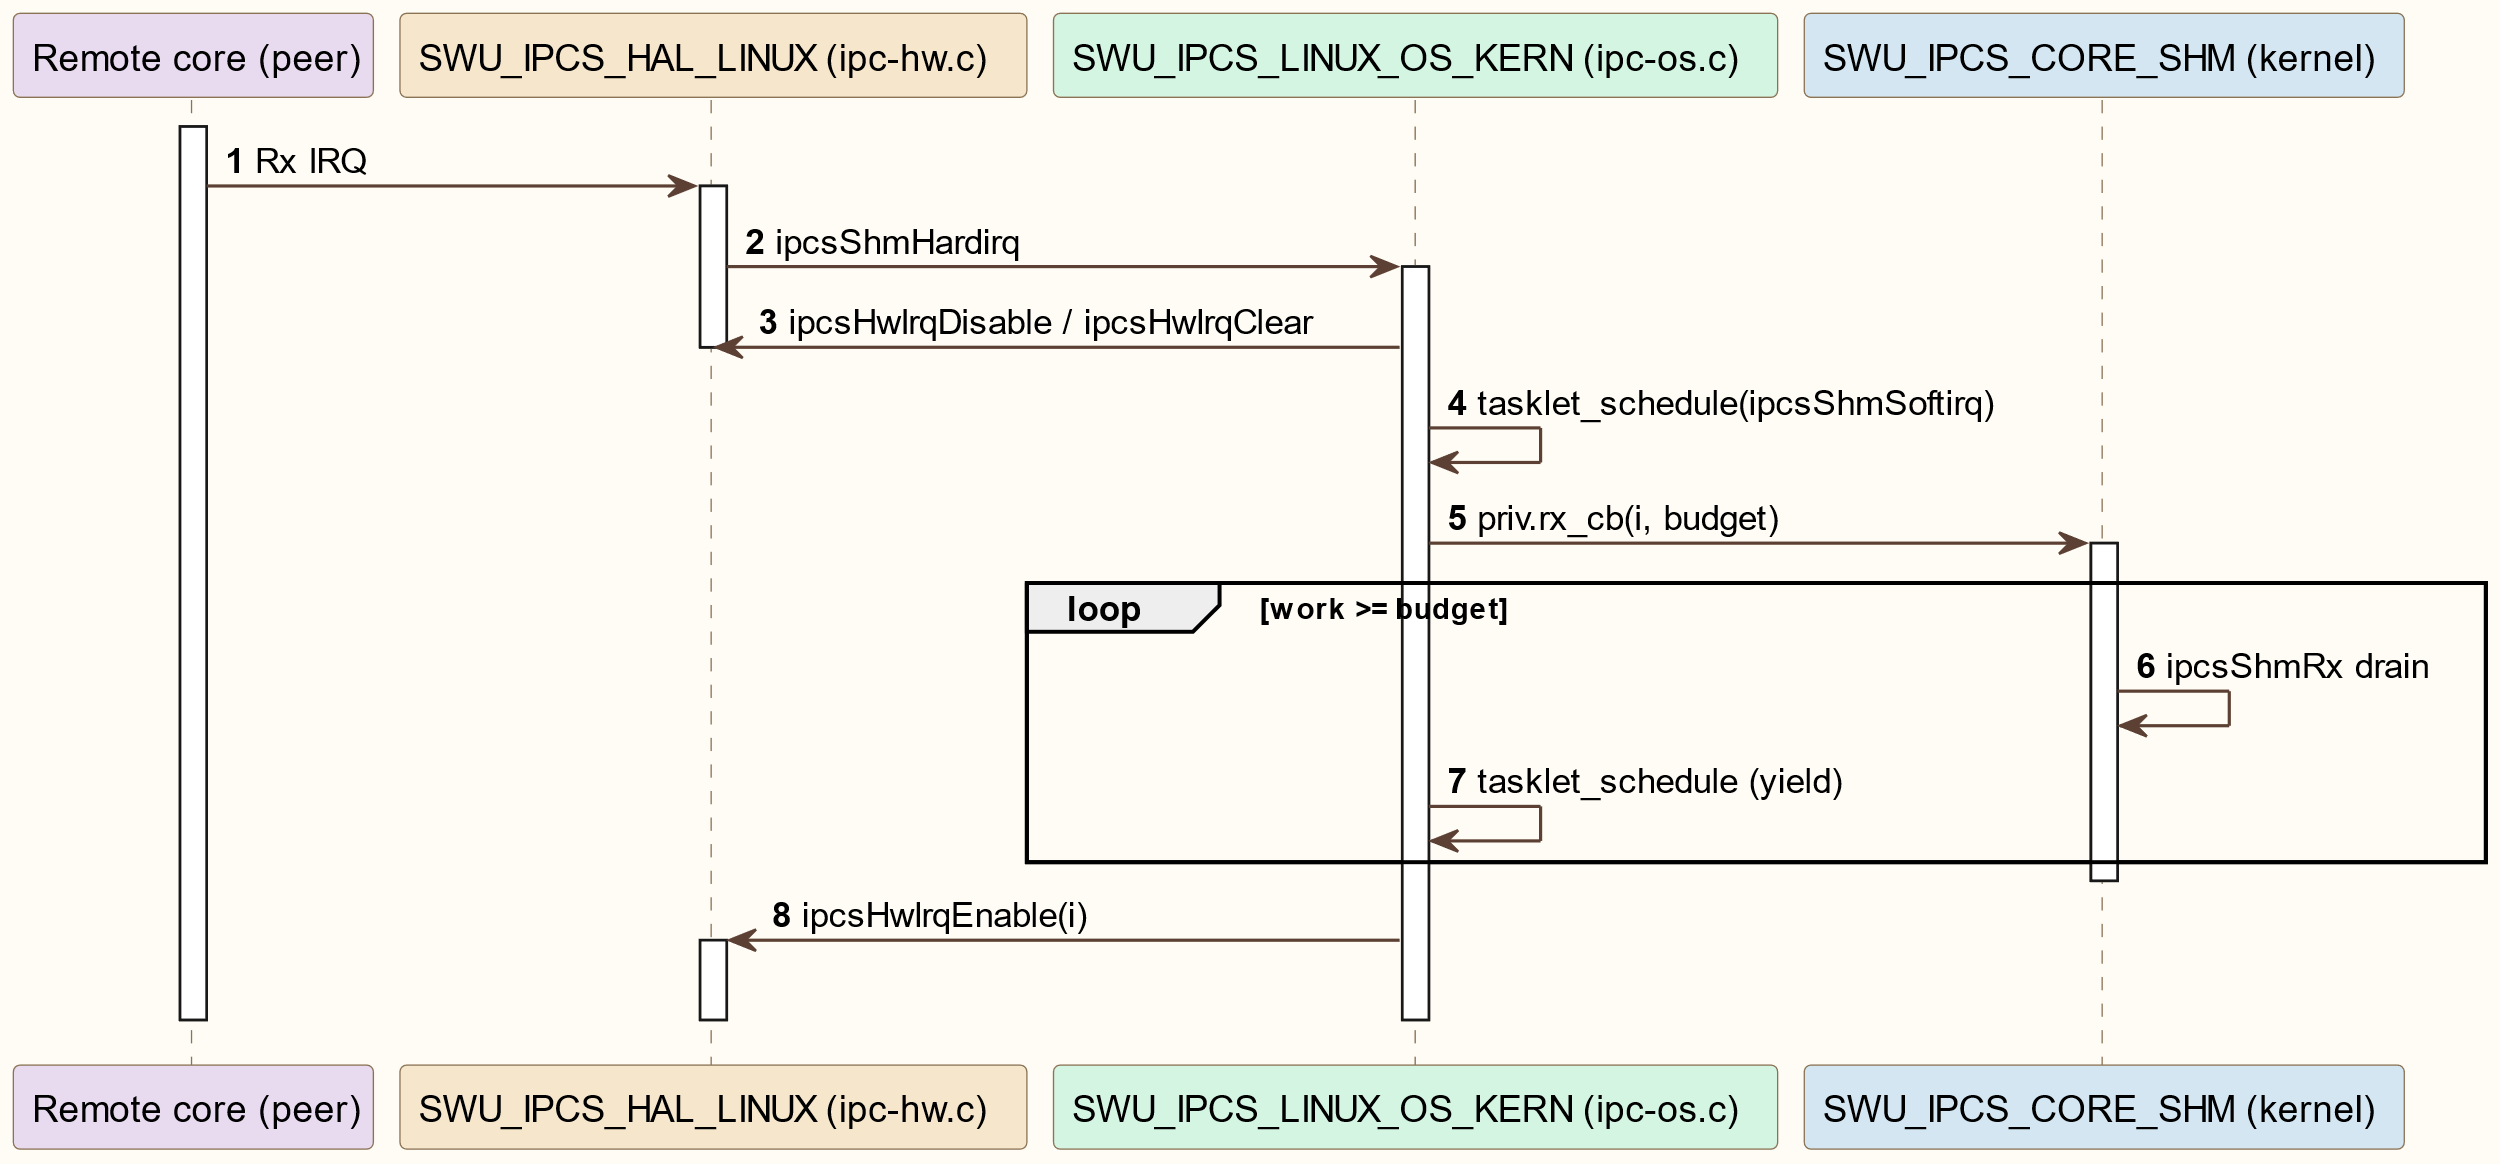 Remote core (peer)
SWU_IPCS_HAL_LINUX (ipc-hw.c)
SWU_IPCS_LINUX_OS_KERN (ipc-os.c)
SWU_IPCS_CORE_SHM (kernel)
1 Rx IRQ
2 ipcsShmHardirq
3 ipcsHwIrqDisable / ipcsHwIrqClear
4 tasklet_schedule(ipcsShmSoftirq)
5 priv.rx_cb(i, budget)
loop
[work >= budget]
6 ipcsShmRx drain
7 tasklet_schedule (yield)
8 ipcsHwIrqEnable(i)
Remote core (peer)
SWU_IPCS_HAL_LINUX (ipc-hw.c)
SWU_IPCS_LINUX_OS_KERN (ipc-os.c)
SWU_IPCS_CORE_SHM (kernel)